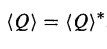 ⟨Q⟩ = ⟨Q⟩*